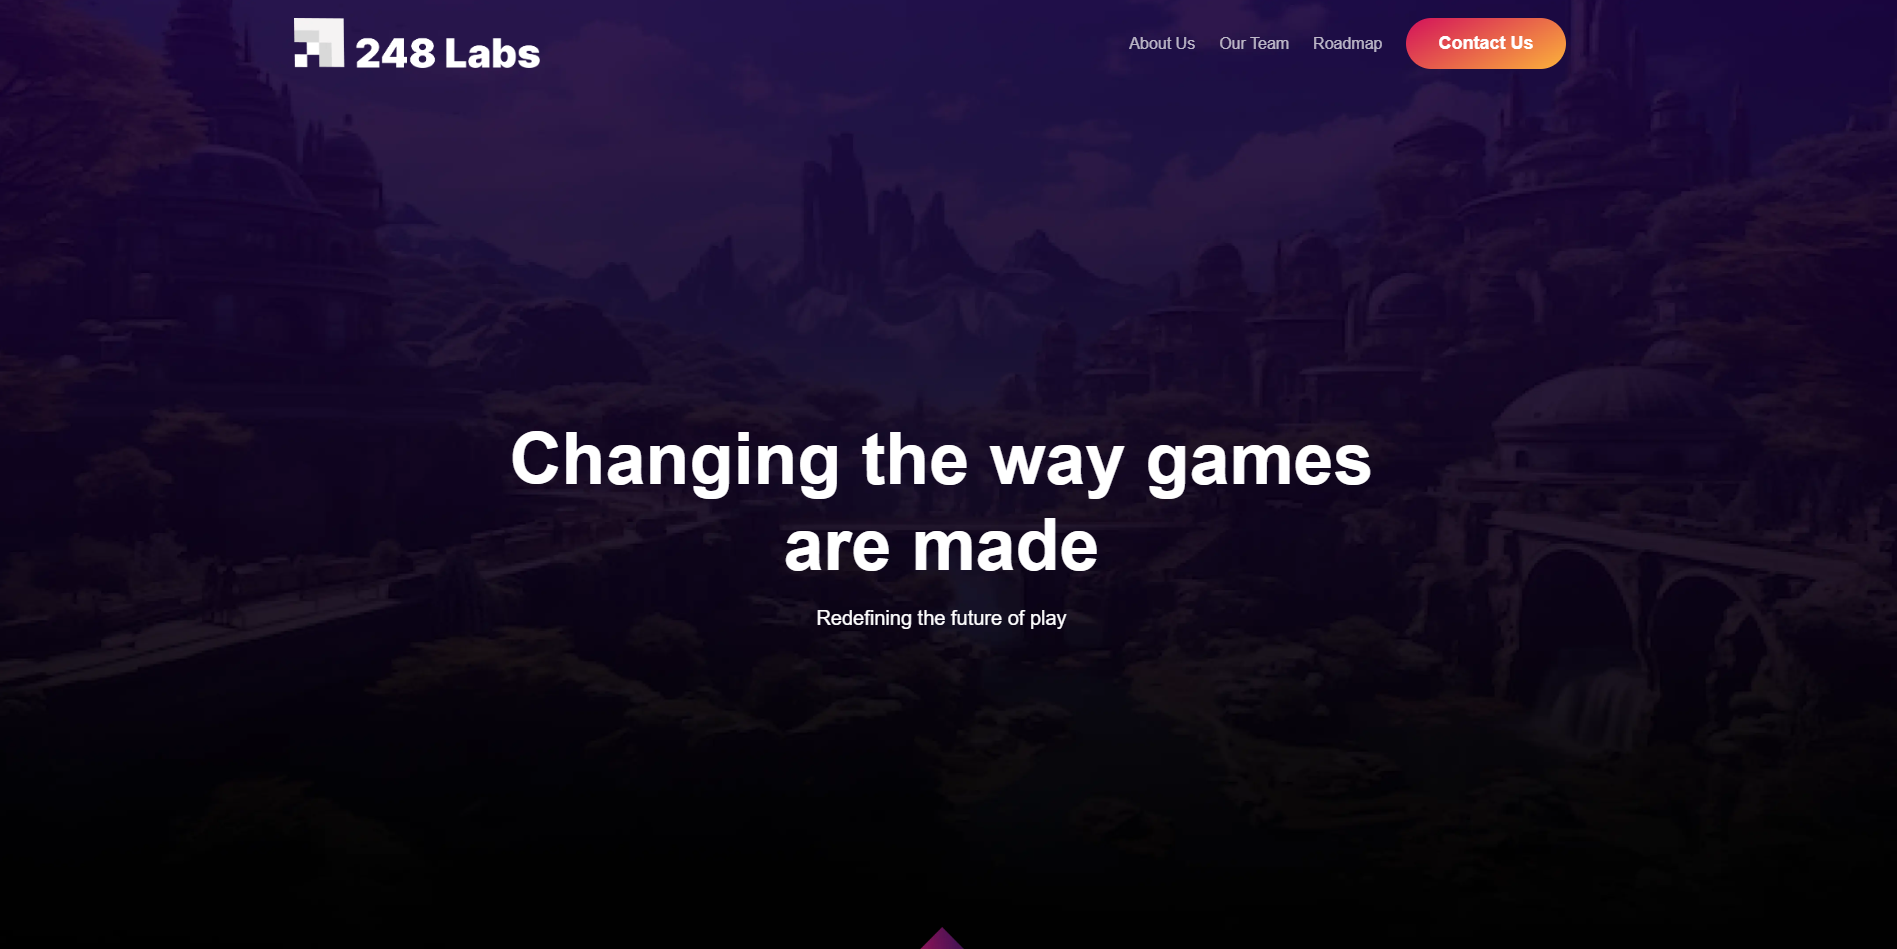 248 Labs
About Us
Our Team
Roadmap
Contact Us
Changing the way games
are made
Redefining the future of play